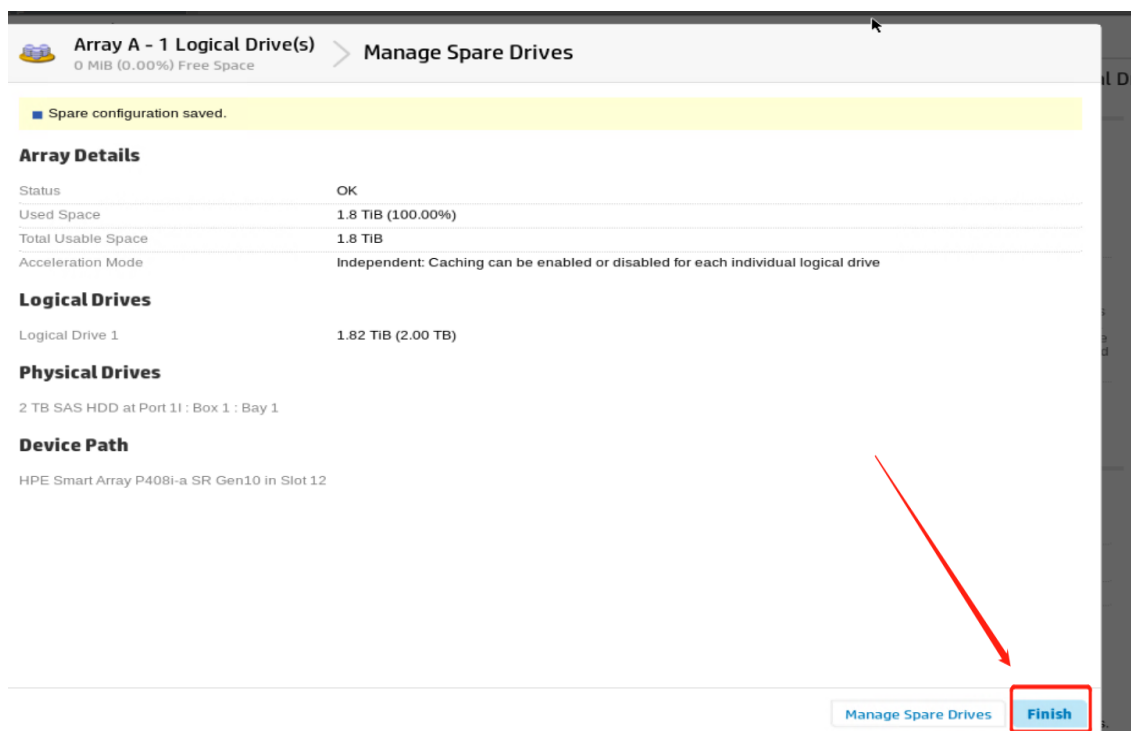 Array A - 1 Logical Drive(s)
0 MiB (0.00%) Free Space
Manage Spare Drives
al D
Spare configuration saved.
Array Details
Status OK
Used Space 1.8 TiB (100.00%)
Total Usable Space 1.8 TiB
Acceleration Mode Independent: Caching can be enabled or disabled for each individual logical drive
Logical Drives
Logical Drive 1 1.82 TiB (2.00 TB)
Physical Drives
2 TB SAS HDD at Port 1I : Box 1 : Bay 1
Device Path
HPE Smart Array P408i-a SR Gen10 in Slot 12
Manage Spare Drives
Finish